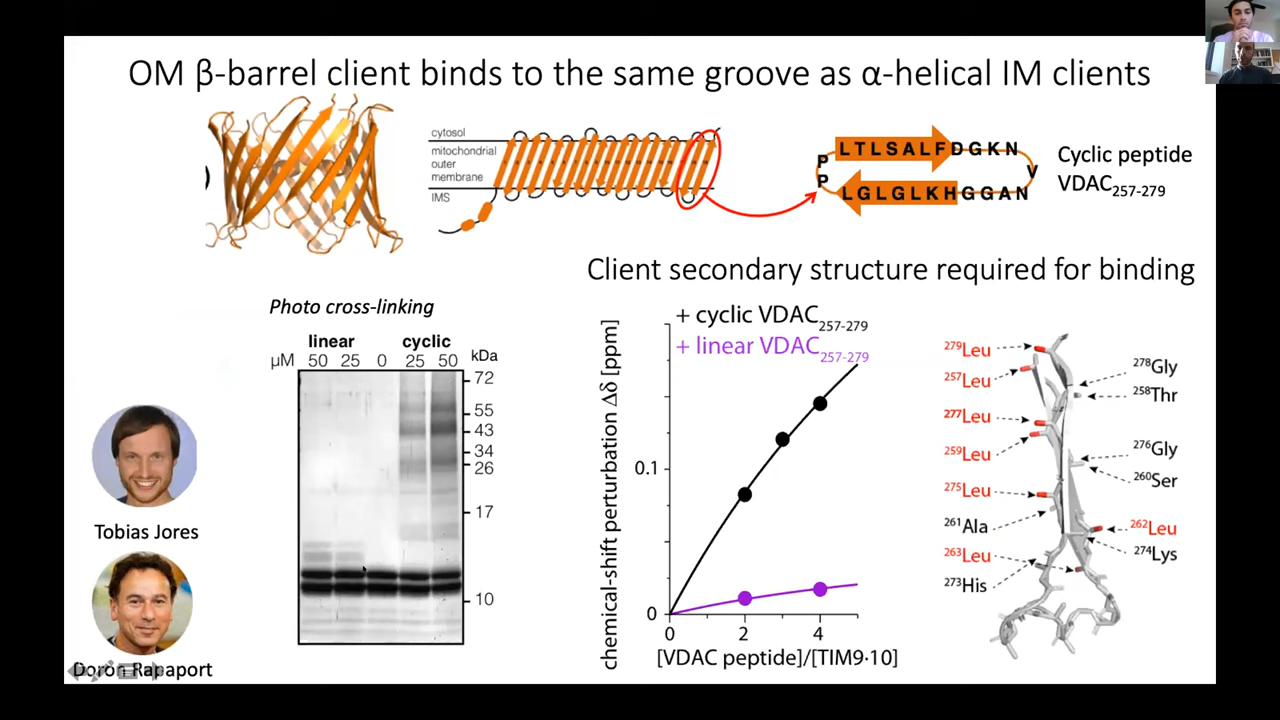 OM β-barrel client binds to the same groove as α-helical IM clients
cytosol
mitochondrial
outer
membrane
IMS
LTLSALFDGKN
P
P
V
LGLGLKHGGAN
Cyclic peptide
VDAC257-279
Client secondary structure required for binding
Photo cross-linking
linear cyclic
μM 50 25 0 25 50 kDa
72
55
43
34
26
17
10
Tobias Jores
Doron Rapaport
+ cyclic VDAC257-279
+ linear VDAC257-279
chemical-shift perturbation Δδ [ppm]
0.1
0
0 2 4
[VDAC peptide]/[TIM9·10]
279Leu
257Leu
277Leu
259Leu
275Leu
261Ala
263Leu
273His
278Gly
258Thr
276Gly
260Ser
262Leu
274Lys